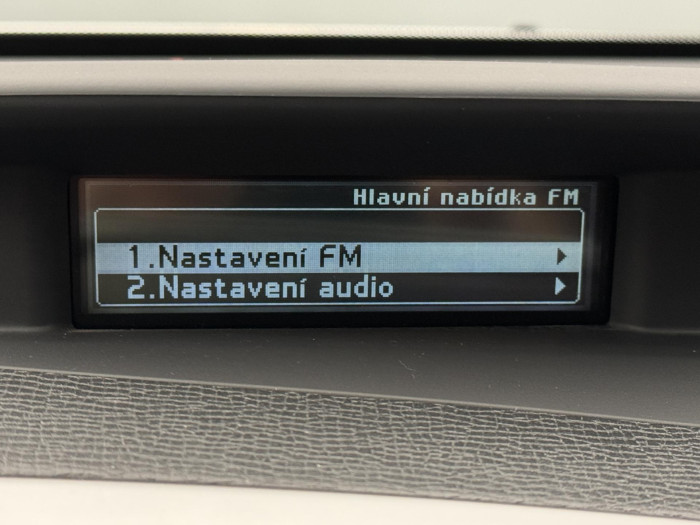 Hlavní nabídka FM
1.Nastavení FM
2.Nastavení audio